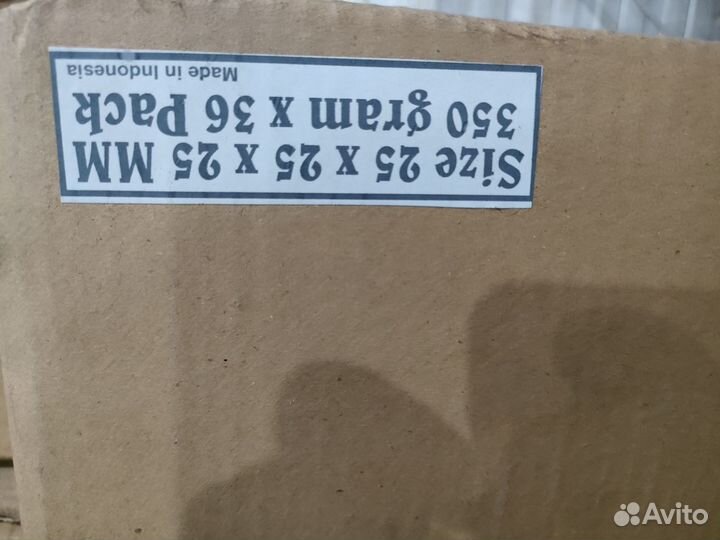 Size 25 x 25 x 25 MM
350 gram x 36 Pack
Made in Indonesia
Avito